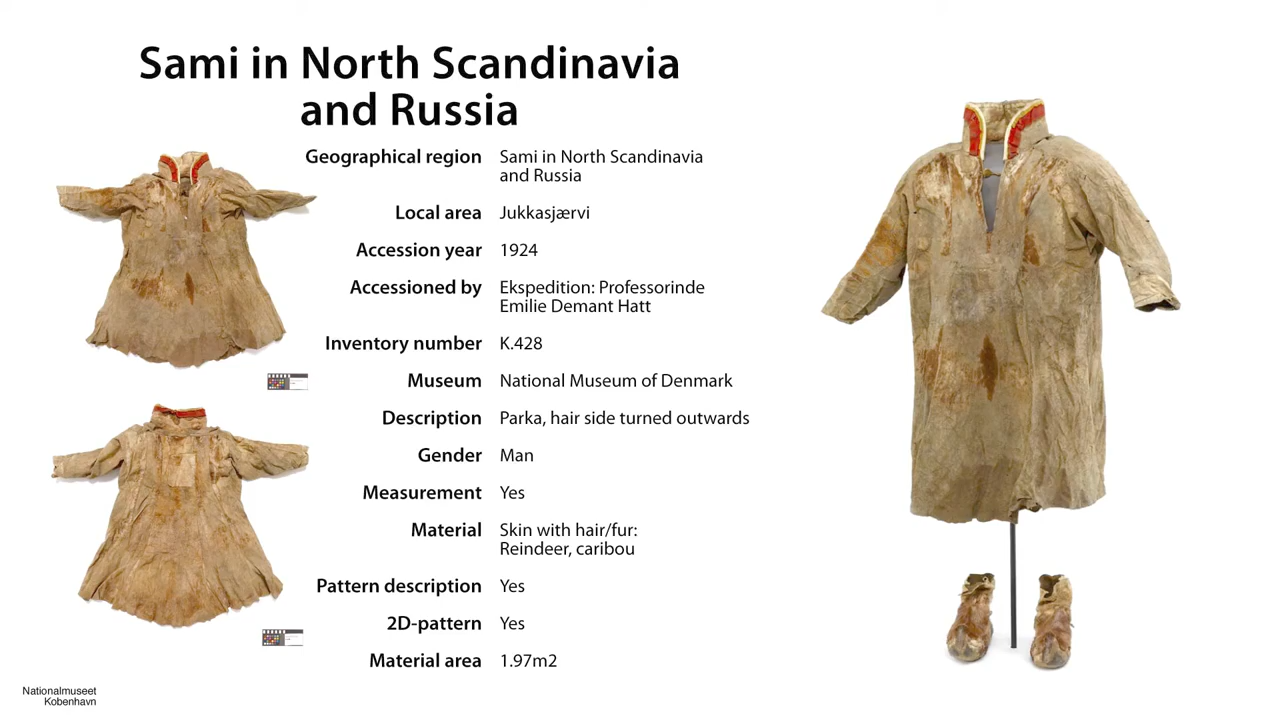 Sami in North Scandinavia
and Russia
Geographical region Sami in North Scandinavia
and Russia
Local area Jukkasjærvi
Accession year 1924
Accessioned by Ekspedition: Professorinde
Emilie Demant Hatt
Inventory number K.428
Museum National Museum of Denmark
Description Parka, hair side turned outwards
Gender Man
Measurement Yes
Material Skin with hair/fur:
Reindeer, caribou
Pattern description Yes
2D-pattern Yes
Material area 1.97m2
Nationalmuseet
Kobenhavn